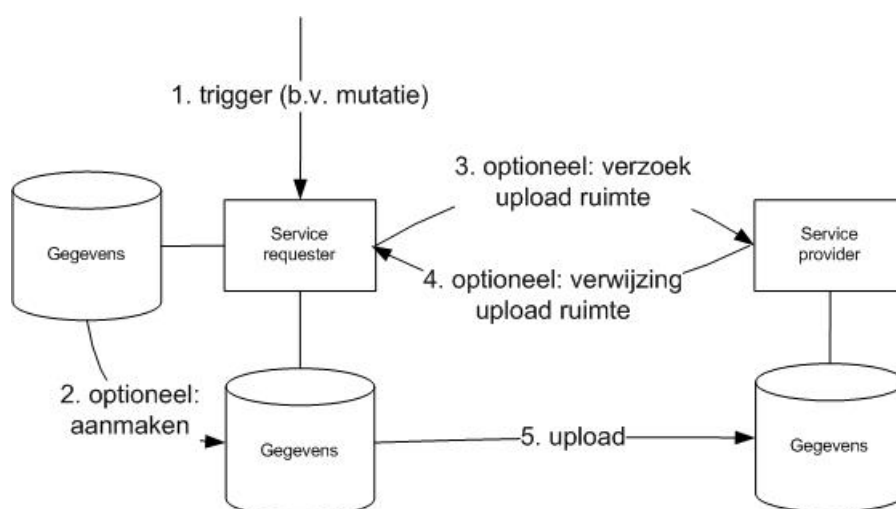 1. trigger (b.v. mutatie)
3. optioneel: verzoek
upload ruimte
Gegevens
Service
requester
Service
provider
4. optioneel: verwijzing
upload ruimte
2. optioneel:
aanmaken
Gegevens
5. upload
Gegevens